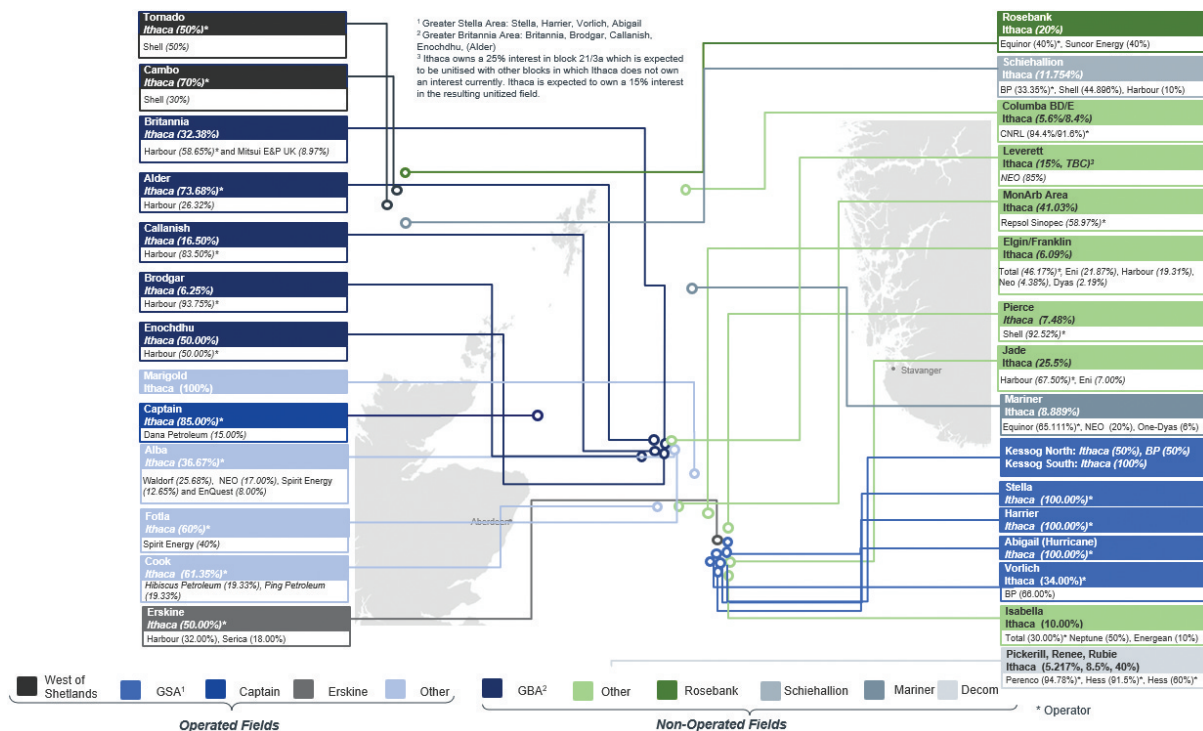 Tornado
Ithaca (50%)*
Shell (50%)
Cambo
Ithaca (70%)*
Shell (30%)
Britannia
Ithaca (32.38%)
Harbour (58.65%)* and Mitsui E&P UK (8.97%)
Alder
Ithaca (73.68%)*
Harbour (26.32%)
Callanish
Ithaca (16.50%)
Harbour (83.50%)*
Brodgar
Ithaca (6.25%)
Harbour (93.75%)*
Enochdhu
Ithaca (50.00%)
Harbour (50.00%)*
Marigold
Ithaca (100%)
Captain
Ithaca (85.00%)*
Dana Petroleum (15.00%)
Alba
Ithaca (36.67%)*
Waldorf (25.68%), NEO (17.00%), Spirit Energy
(12.65%) and EnQuest (8.00%)
Fotla
Ithaca (60%)*
Spirit Energy (40%)
Cook
Ithaca (61.35%)*
Hibiscus Petroleum (19.33%), Ping Petroleum
(19.33%)
Erskine
Ithaca (50.00%)*
Harbour (32.00%), Serica (18.00%)
1 Greater Stella Area: Stella, Harrier, Vorlich, Abigail
2 Greater Britannia Area: Britannia, Brodgar, Callanish,
Enochdhu, (Alder)
3 Ithaca owns a 25% interest in block 21/3a which is expected
to be unitised with other blocks in which Ithaca does not own
an interest currently. Ithaca is expected to own a 15% interest
in the resulting unitized field.
Aberdeen
Stavanger
Rosebank
Ithaca (20%)
Equinor (40%)*, Suncor Energy (40%)
Schiehallion
Ithaca (11.754%)
BP (33.35%)*, Shell (44.896%), Harbour (10%)
Columba BD/E
Ithaca (5.6%/8.4%)
CNRL (94.4%/91.6%)*
Leverett
Ithaca (15%, TBC)3
NEO (85%)
MonArb Area
Ithaca (41.03%)
Repsol Sinopec (58.97%)*
Elgin/Franklin
Ithaca (6.09%)
Total (46.17%)*, Eni (21.87%), Harbour (19.31%),
Neo (4.38%), Dyas (2.19%)
Pierce
Ithaca (7.48%)
Shell (92.52%)*
Jade
Ithaca (25.5%)
Harbour (67.50%)*, Eni (7.00%)
Mariner
Ithaca (8.889%)
Equinor (65.111%)*, NEO (20%), One-Dyas (6%)
Kessog North: Ithaca (50%), BP (50%)
Kessog South: Ithaca (100%)
Stella
Ithaca (100.00%)*
Harrier
Ithaca (100.00%)*
Abigail (Hurricane)
Ithaca (100.00%)*
Vorlich
Ithaca (34.00%)*
BP (66.00%)
Isabella
Ithaca (10.00%)
Total (30.00%)* Neptune (50%), Energean (10%)
Pickerill, Renee, Rubie
Ithaca (5.217%, 8.5%, 40%)
Perenco (94.78%)*, Hess (91.5%)*, Hess (60%)*
West of
Shetlands
GSA1
Captain
Erskine
Other
GBA2
Other
Rosebank
Schiehallion
Mariner
Decom
Operated Fields
Non-Operated Fields
* Operator